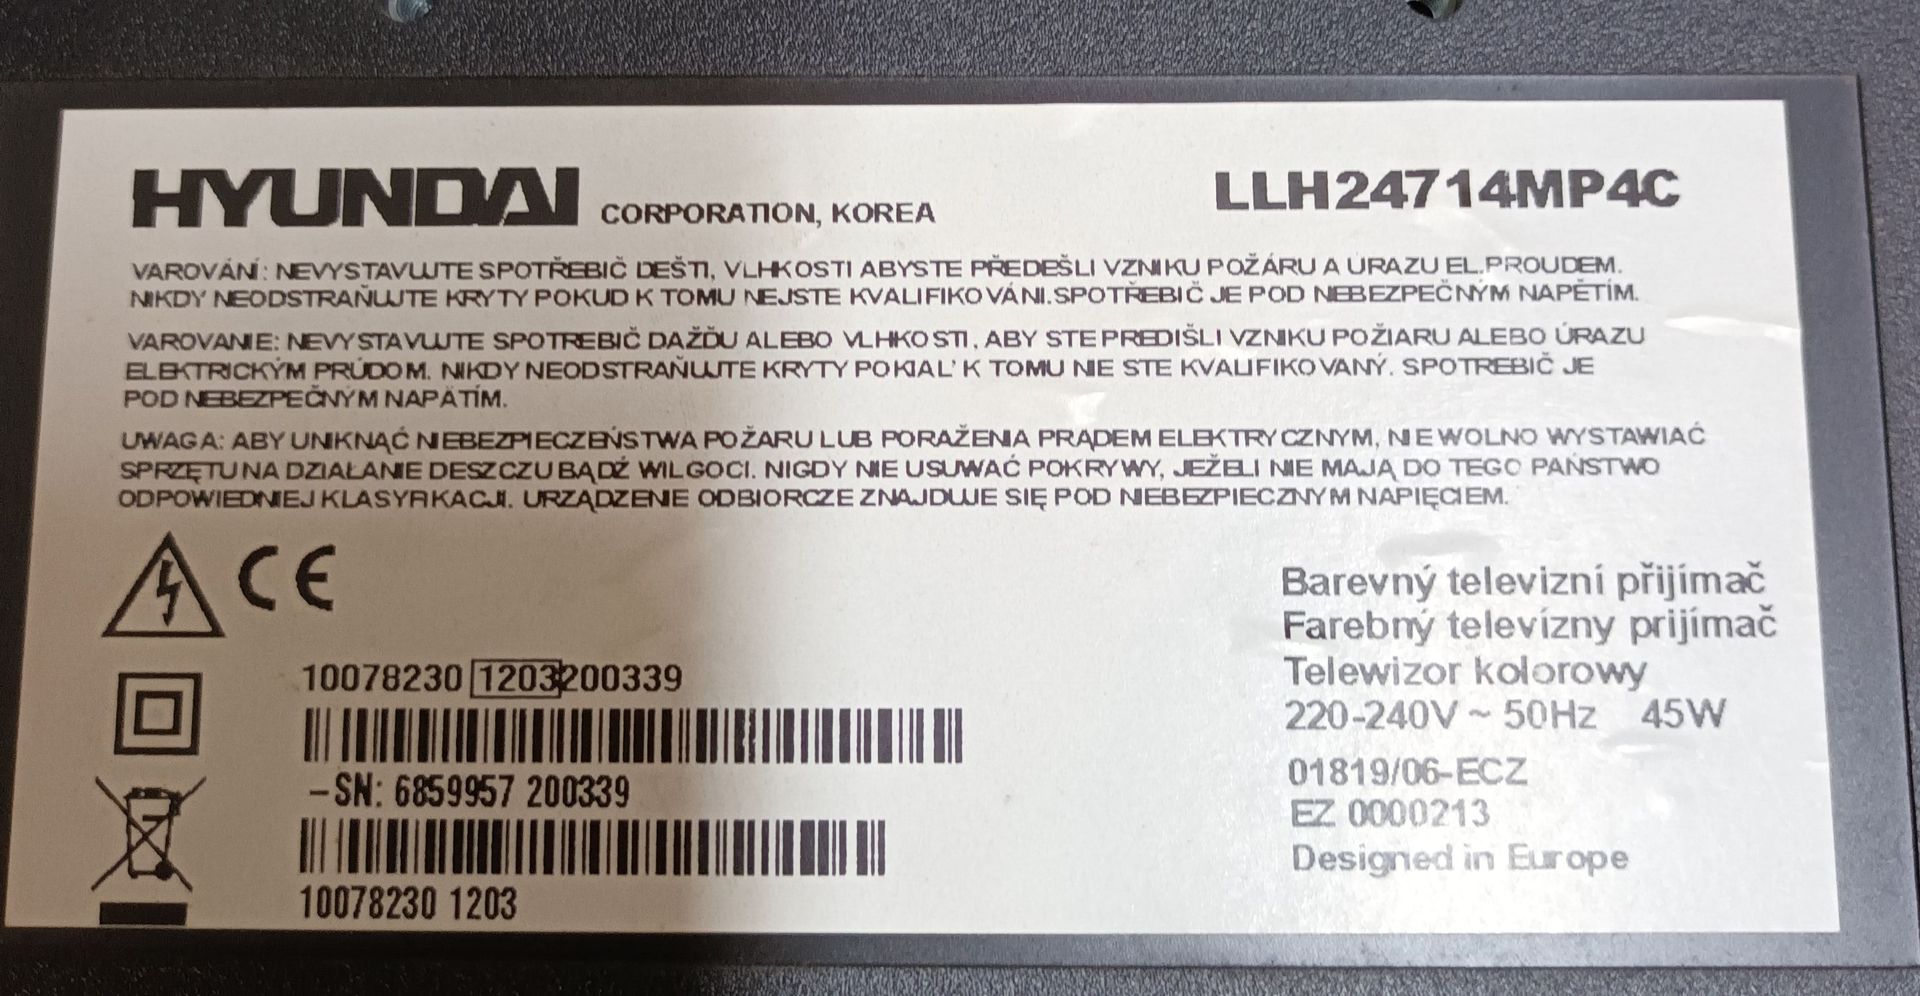 HYUNDAI CORPORATION, KOREA
LLH24714MP4C
VAROVÁNÍ: NEVYSTAVUJTE SPOTŘEBIČ DEŠTI, VLHKOSTI ABYSTE PŘEDEŠLI VZNIKU POŽÁRU A ÚRAZU EL.PROUDEM.
NIKDY NEODSTRAŇUJTE KRYTY POKUD K TOMU NEJSTE KVALIFIKOVÁNI.SPOTŘEBIČ JE POD NEBEZPEČNÝM NAPĚTÍM.
VAROVANIE: NEVYSTAVUJTE SPOTREBIČ DAŽĎU ALEBO VLHKOSTI, ABY STE PREDIŠLI VZNIKU POŽIARU ALEBO ÚRAZU
ELEKTRICKÝM PRÚDOM. NIKDY NEODSTRAŇUJTE KRYTY POKIAL' K TOMU NIE STE KVALIFIKOVANÝ. SPOTREBIČ JE
POD NEBEZPEČNÝM NAPÄTÍM.
UWAGA: ABY UNIKNĄĆ NIEBEZPIECZEŃSTWA POŻARU LUB PORAŻENIA PRĄDEM ELEKTRYCZNYM, NIE WOLNO WYSTAWIAĆ
SPRZĘTU NA DZIAŁANIE DESZCZU BĄDŹ WILGOCI. NIGDY NIE USUWAĆ POKRYWY, JEŻELI NIE MAJĄ DO TEGO PAŃSTWO
ODPOWIEDNIEJ KLASYFIKACJI. URZĄDZENIE ODBIORCZE ZNAJDUJE SIĘ POD NIEBEZPIECZNYM NAPIĘCIEM.
CE
10078230 1203 200339
-SN: 6859957 200339
10078230 1203
Barevný televizní přijímač
Farebný televízny prijímač
Telewizor kolorowy
220-240V ~ 50Hz 45W
01819/06-ECZ
EZ 0000213
Designed in Europe